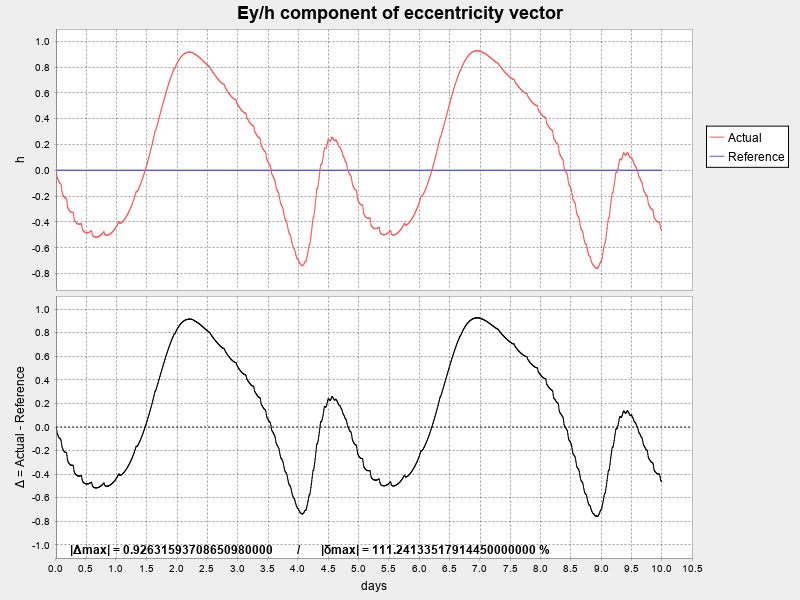 Ey/h component of eccentricity vector
1.0
0.8
0.6
0.4
0.2
0.0
-0.2
-0.4
-0.6
-0.8
h
Actual
Reference
1.0
0.8
0.6
0.4
0.2
0.0
-0.2
-0.4
-0.6
-0.8
-1.0
Δ = Actual - Reference
|Δmax| = 0.92631593708650980000 / |δmax| = 111.24133517914450000000 %
0.0 0.5 1.0 1.5 2.0 2.5 3.0 3.5 4.0 4.5 5.0 5.5 6.0 6.5 7.0 7.5 8.0 8.5 9.0 9.5 10.0 10.5
days